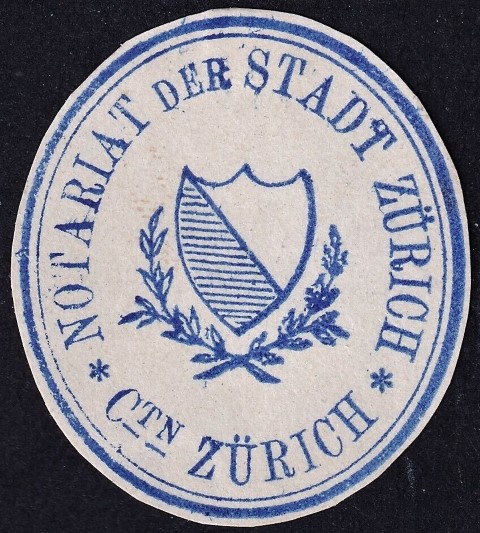 NOTARIAT DER STADT ZÜRICH
* CTN ZÜRICH *